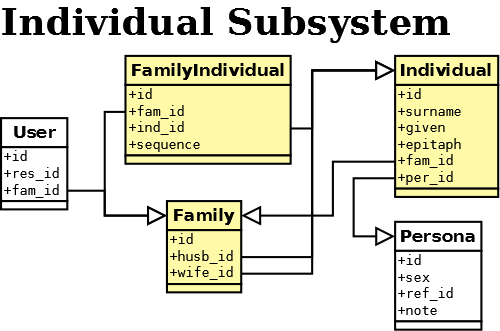 Individual Subsystem
FamilyIndividual
+id
+fam_id
+ind_id
+sequence
Individual
+id
+surname
+given
+epitaph
+fam_id
+per_id
User
+id
+res_id
+fam_id
Family
+id
+husb_id
+wife_id
Persona
+id
+sex
+ref_id
+note